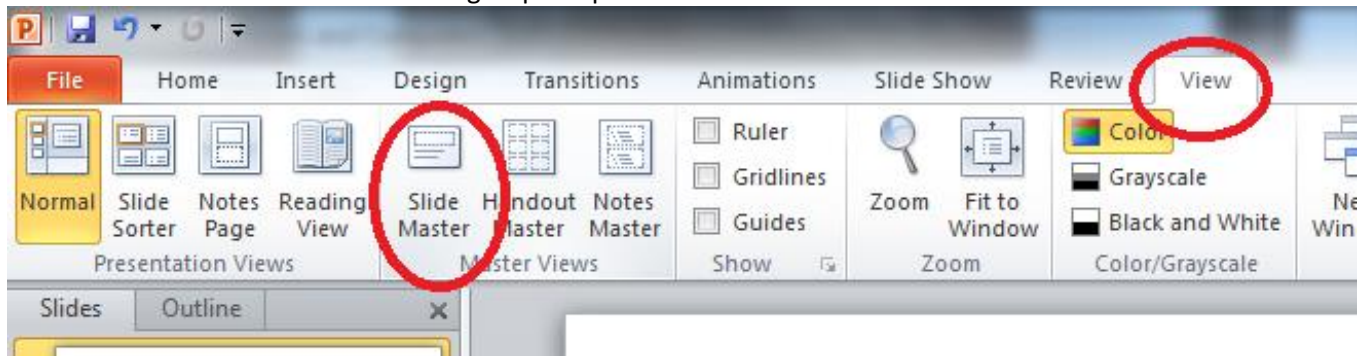 P
File Home Insert Design Transitions Animations Slide Show Review View
Normal Slide Sorter Notes Page Reading View Slide Master Handout Master Notes Master
Ruler
Gridlines
Guides
Zoom Fit to Window
Color
Grayscale
Black and White
Presentation Views Master Views Show Zoom Color/Grayscale
Slides Outline